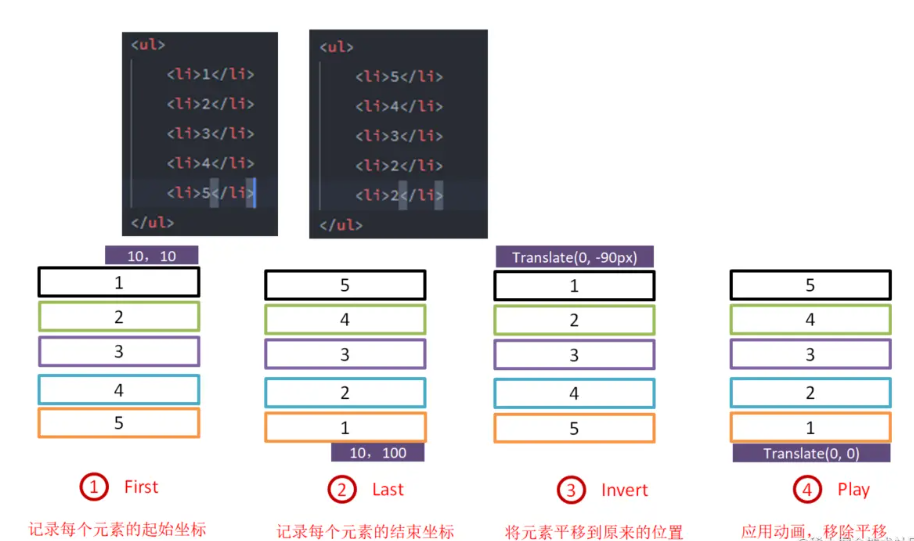 <ul>
<li>1</li>
<li>2</li>
<li>3</li>
<li>4</li>
<li>5</li>
</ul>
<ul>
<li>5</li>
<li>4</li>
<li>3</li>
<li>2</li>
<li>2</li>
</ul>
10，10
1
2
3
4
5
① First
记录每个元素的起始坐标
5
4
3
2
1
10，100
② Last
记录每个元素的结束坐标
Translate(0, -90px)
1
2
3
4
5
③ Invert
将元素平移到原来的位置
5
4
3
2
1
Translate(0, 0)
④ Play
应用动画，移除平移